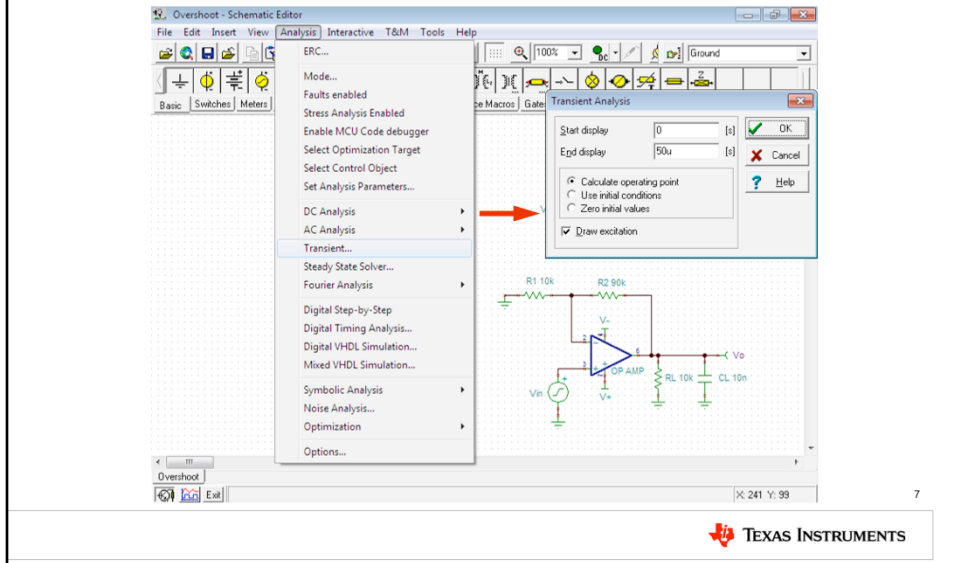 Overshoot - Schematic Editor
File Edit Insert View Analysis Interactive T&M Tools Help
100%
Ground
Basic Switches Meters
Gate
ERC...
Mode...
Faults enabled
Stress Analysis Enabled
Enable MCU Code debugger
Select Optimization Target
Select Control Object
Set Analysis Parameters...
DC Analysis
AC Analysis
Transient...
Steady State Solver...
Fourier Analysis
Digital Step-by-Step
Digital Timing Analysis...
Digital VHDL Simulation...
Mixed VHDL Simulation...
Symbolic Analysis
Noise Analysis...
Optimization
Options...
Transient Analysis
Start display 0 [s]
End display 50u [s]
Calculate operating point
Use initial conditions
Zero initial values
Draw excitation
OK
Cancel
Help
R1 10k
R2 90k
V-
2
3
6
OP AMP
V+
Vin
Vo
RL 10k
CL 10n
Overshoot
Exit
X: 241 Y: 99
7
TEXAS INSTRUMENTS